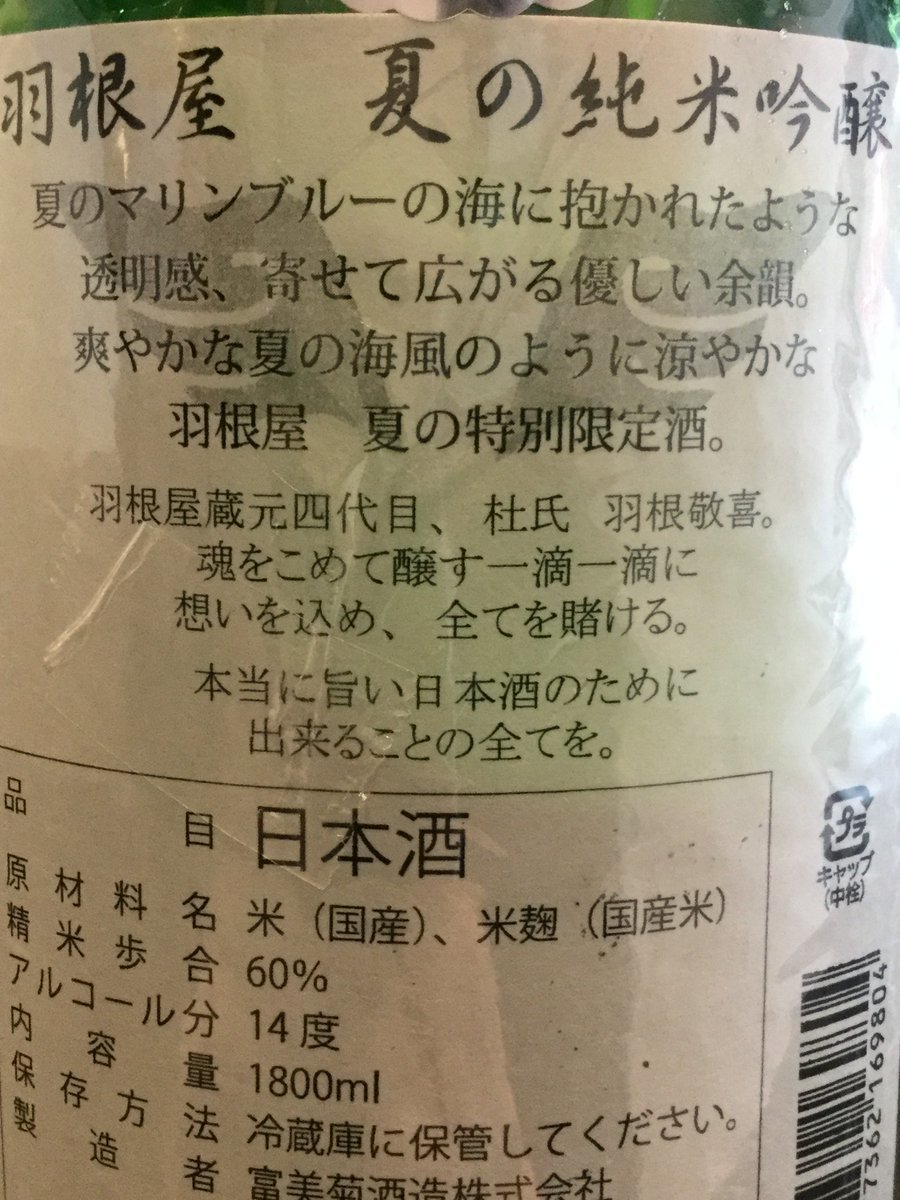 羽根屋　夏の純米吟醸
夏のマリンブルーの海に抱かれたような
透明感、寄せて広がる優しい余韻。
爽やかな夏の海風のように涼やかな
羽根屋　夏の特別限定酒。
羽根屋蔵元四代目、杜氏　羽根敬喜。
魂をこめて醸す一滴一滴に
想いを込め、全てを賭ける。
本当に旨い日本酒のために
出来ることの全てを。
品目 日本酒
原材料名 米（国産）、米麹（国産米）
精米歩合 60%
アルコール分 14度
内容量 1800ml
保存方法 冷蔵庫に保管してください。
製造者 富美菊酒造株式会社
プラ
キャップ
（中栓）
7362 169804